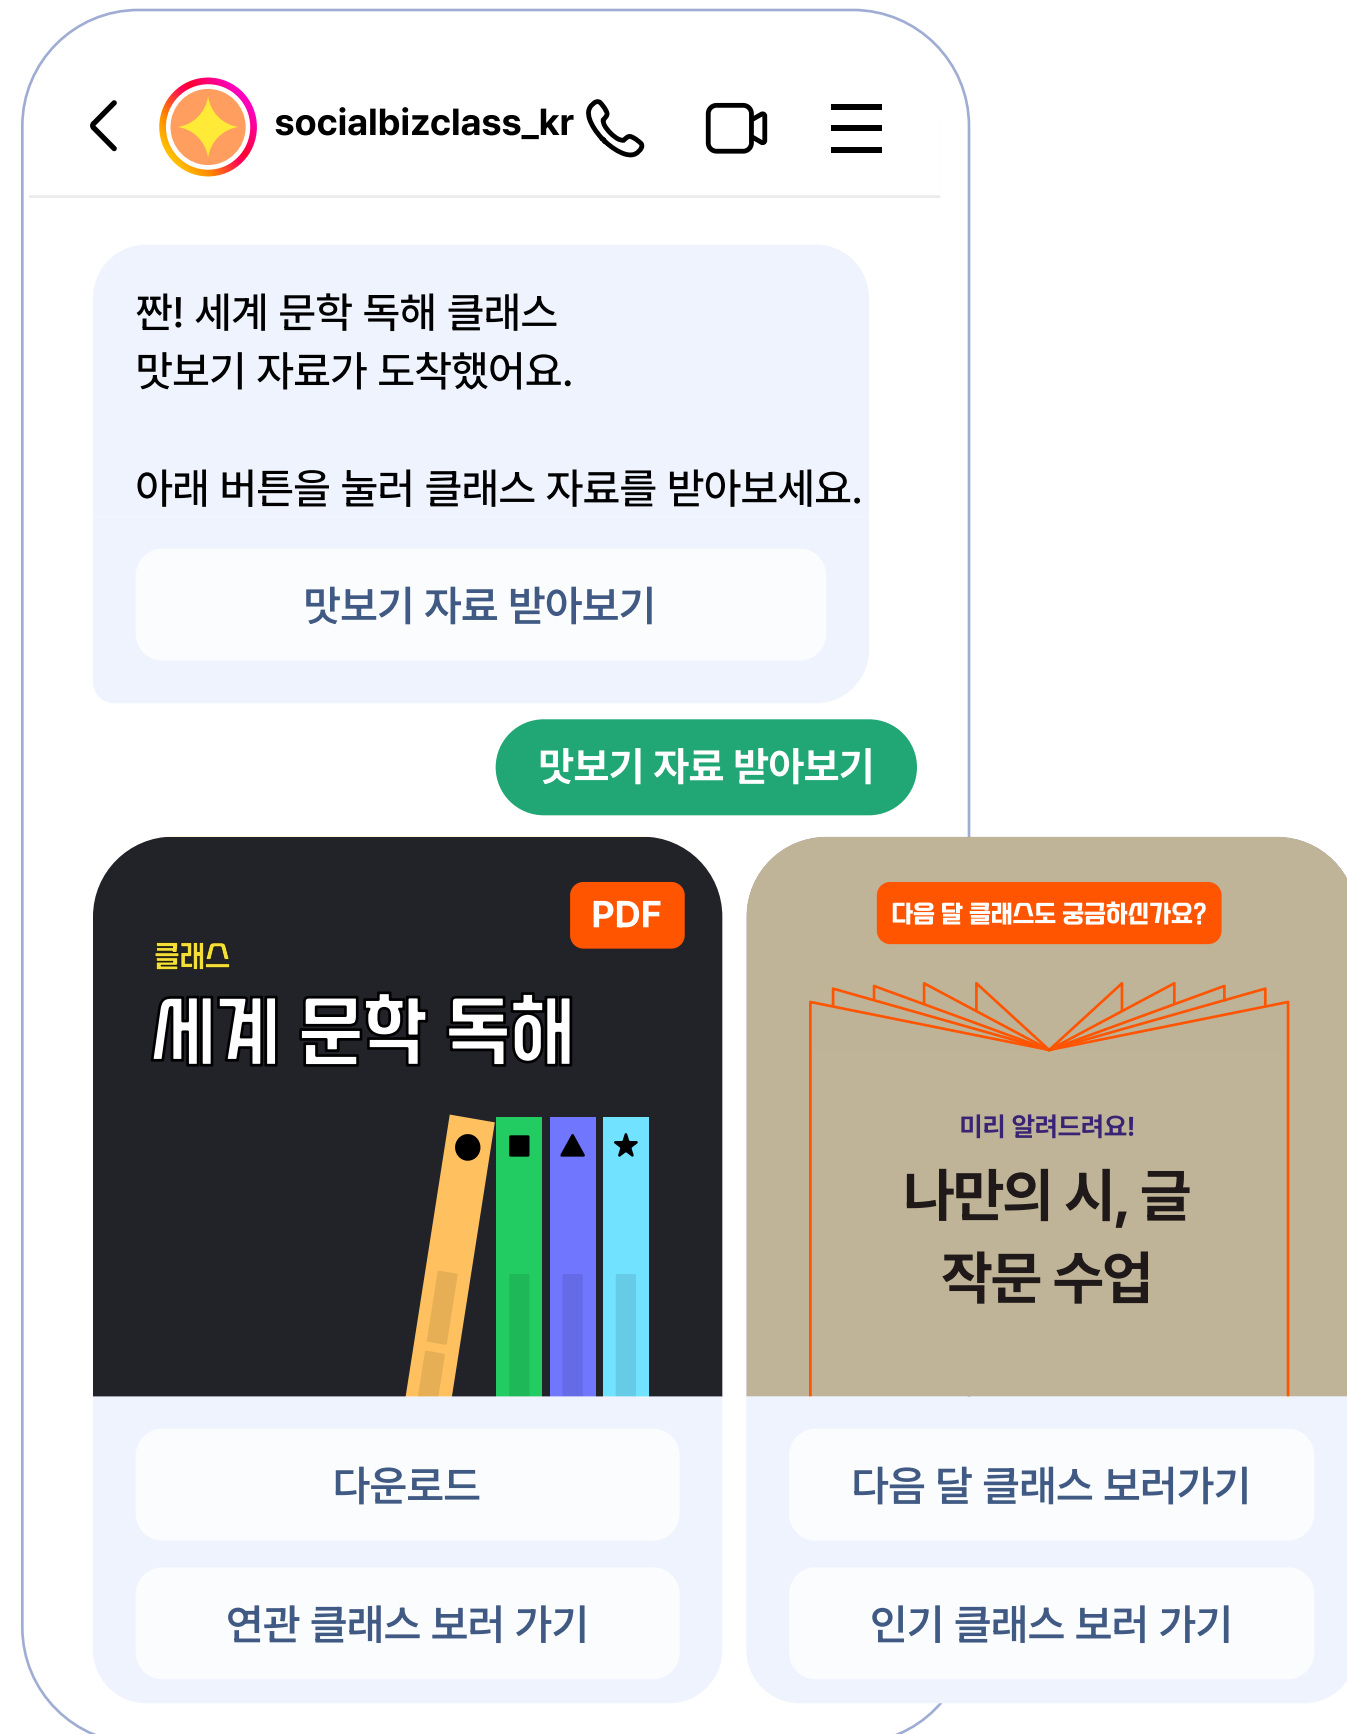 socialbizclass_kr
짠! 세계 문학 독해 클래스
맛보기 자료가 도착했어요.
아래 버튼을 눌러 클래스 자료를 받아보세요.
맛보기 자료 받아보기
맛보기 자료 받아보기
PDF
클래스
세계 문학 독해
다운로드
연관 클래스 보러 가기
다음 달 클래스도 궁금하신가요?
미리 알려드려요!
나만의 시, 글
작문 수업
다음 달 클래스 보러가기
인기 클래스 보러 가기